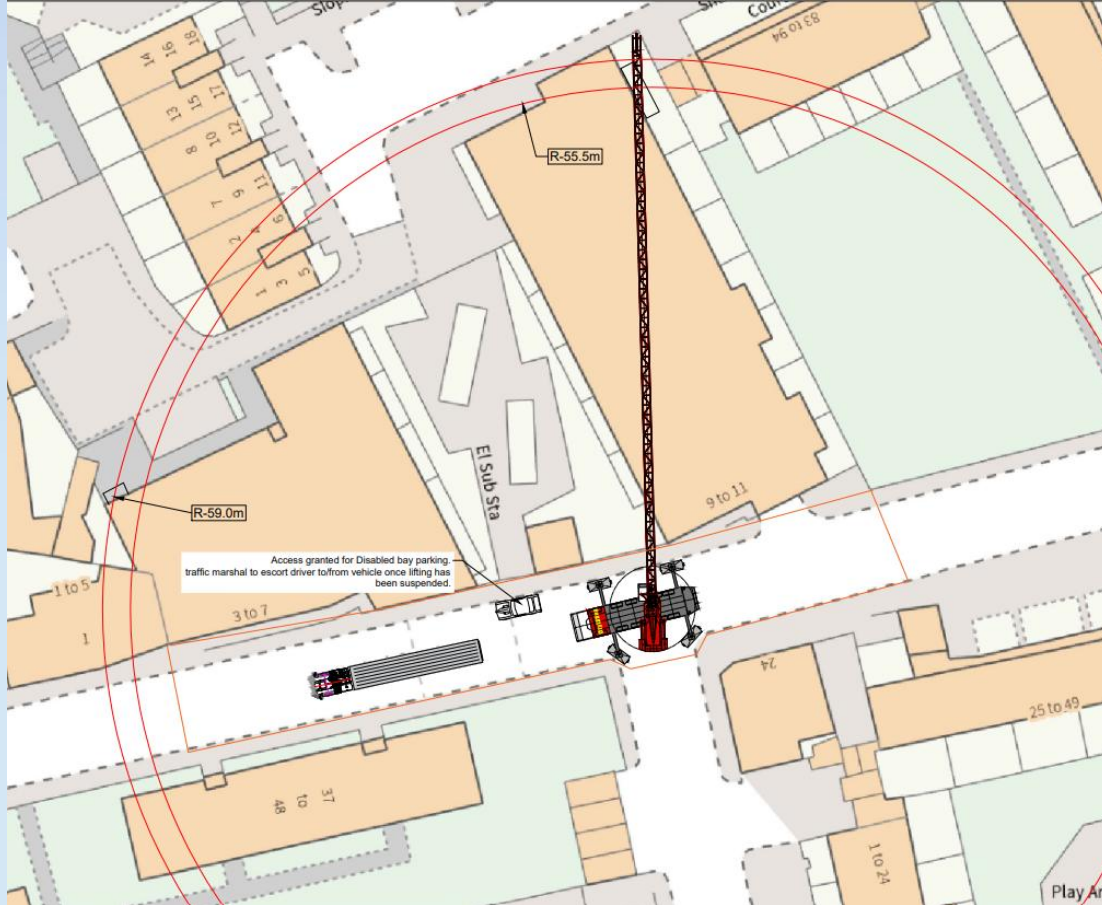 Slop
Cour
83 to 94
18
16
14
17
15
13
12
10
8
11
9
7
6
4
2
5
3
1
R-55.5m
R-59.0m
El Sub Sta
9 to 11
Access granted for Disabled bay parking.
traffic marshal to escort driver to/from vehicle once lifting has
been suspended.
1 to 5
3 to 7
1
24
25 to 49
37
to
48
1 to 24
Play Ar